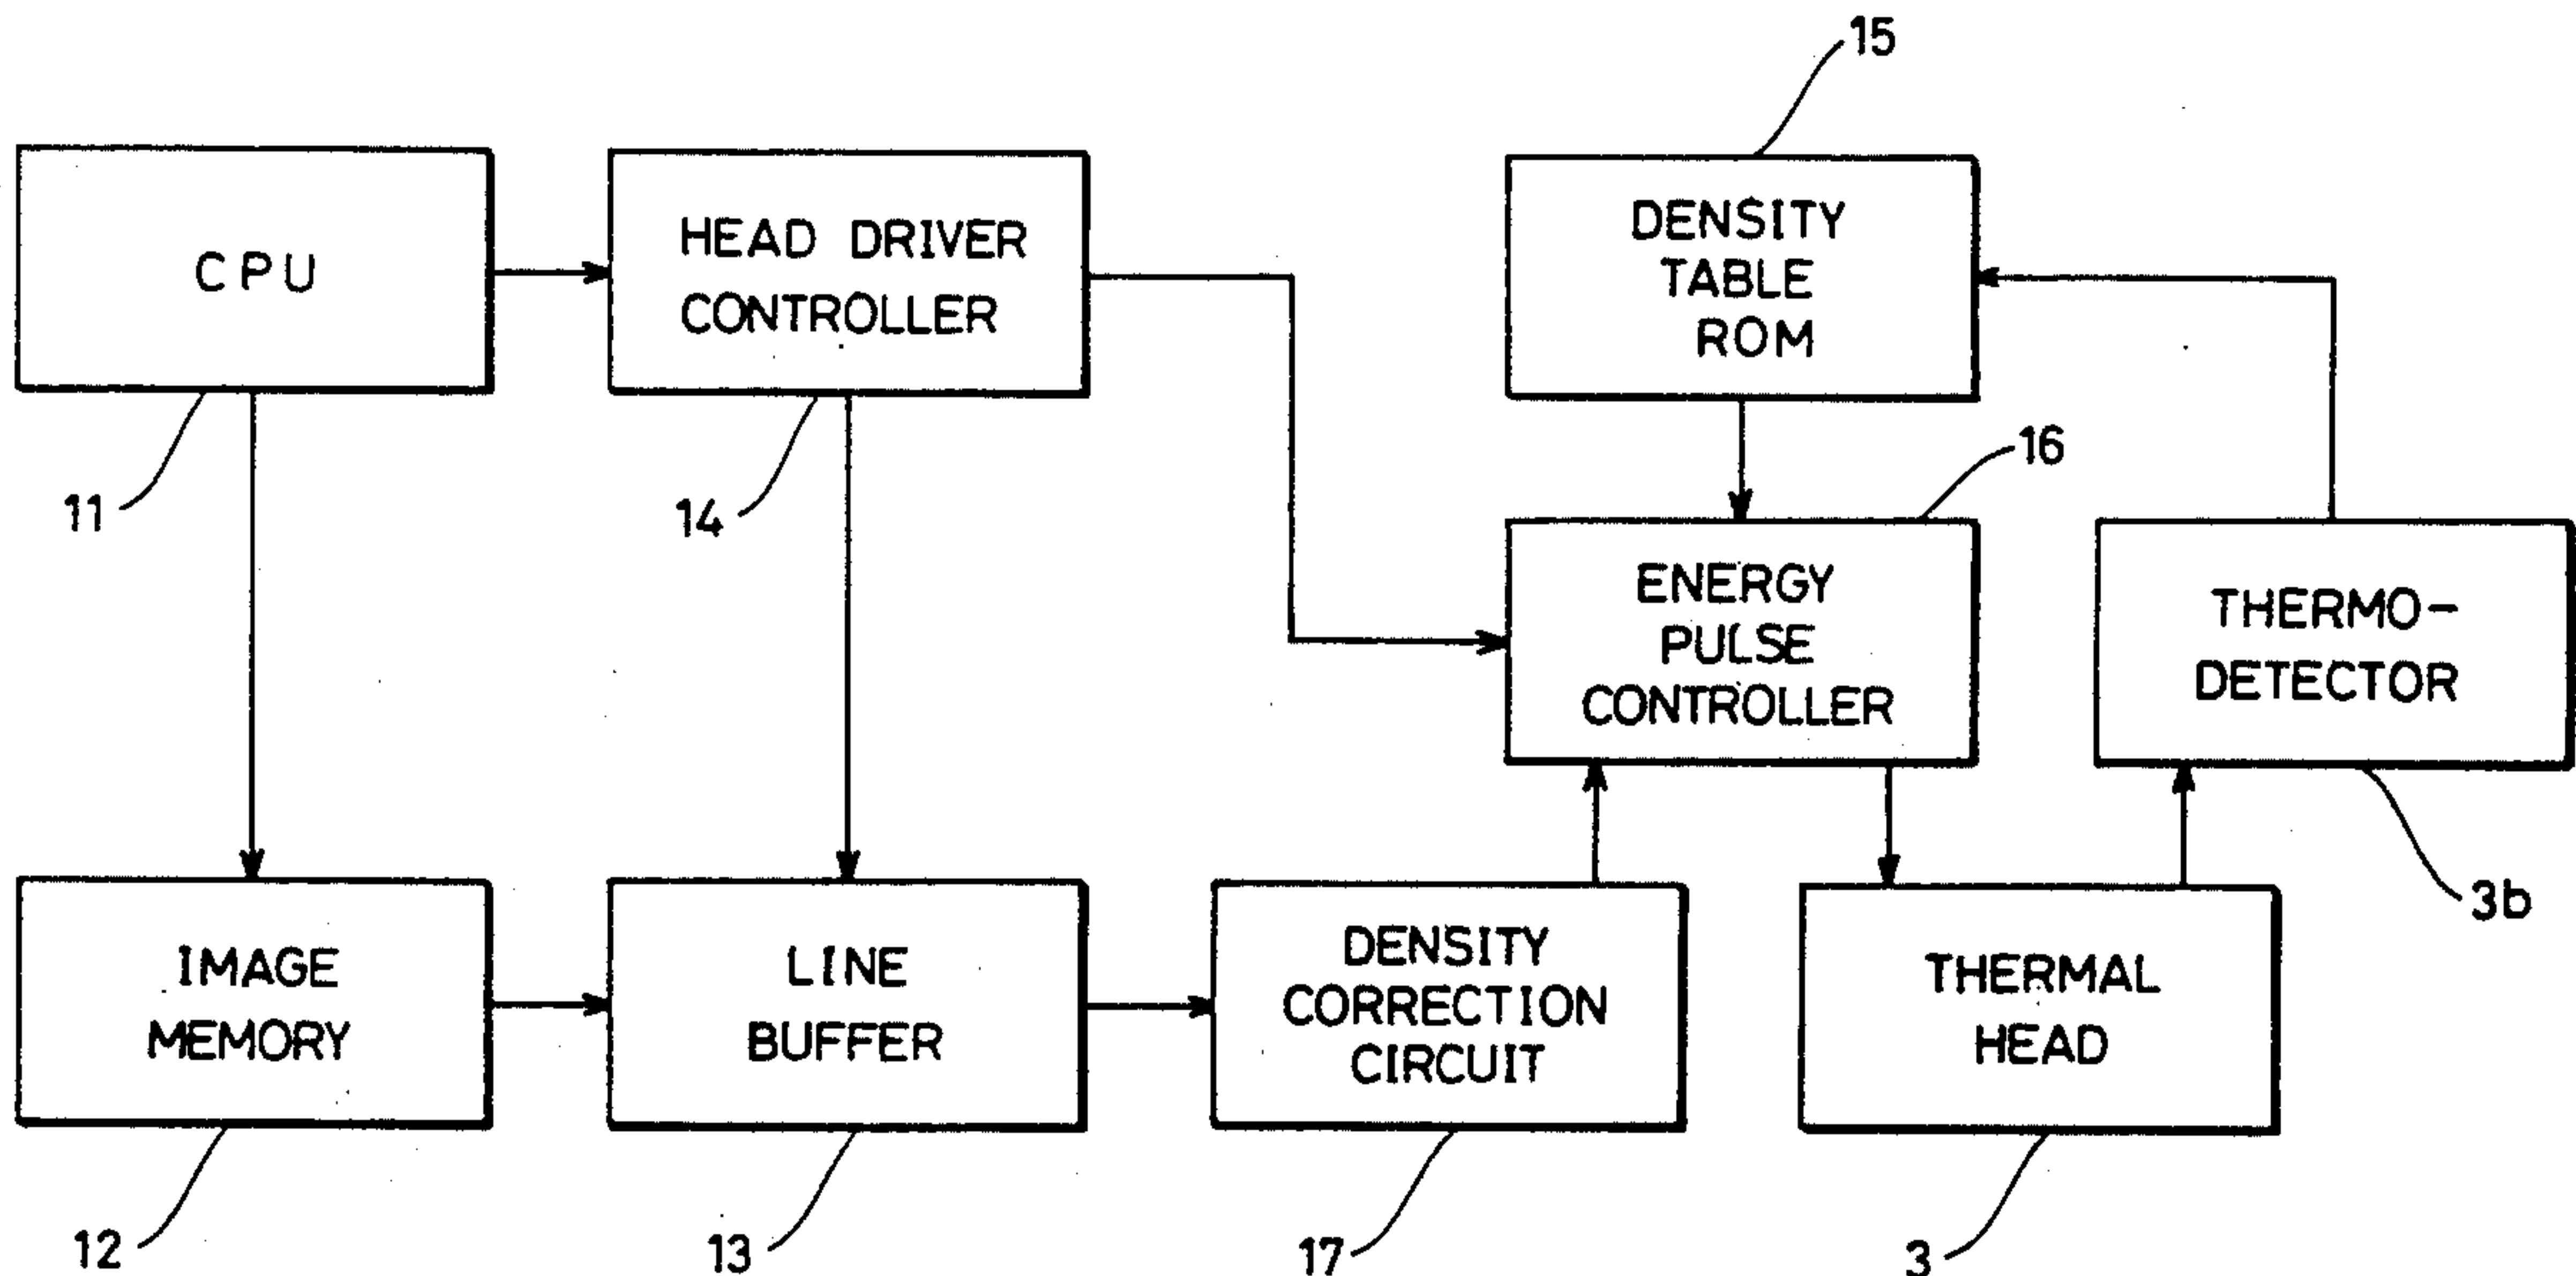 15
CPU
HEAD DRIVER
CONTROLLER
DENSITY
TABLE
ROM
11
14
16
ENERGY
PULSE
CONTROLLER
THERMO-
DETECTOR
3b
IMAGE
MEMORY
LINE
BUFFER
DENSITY
CORRECTION
CIRCUIT
THERMAL
HEAD
12
13
17
3